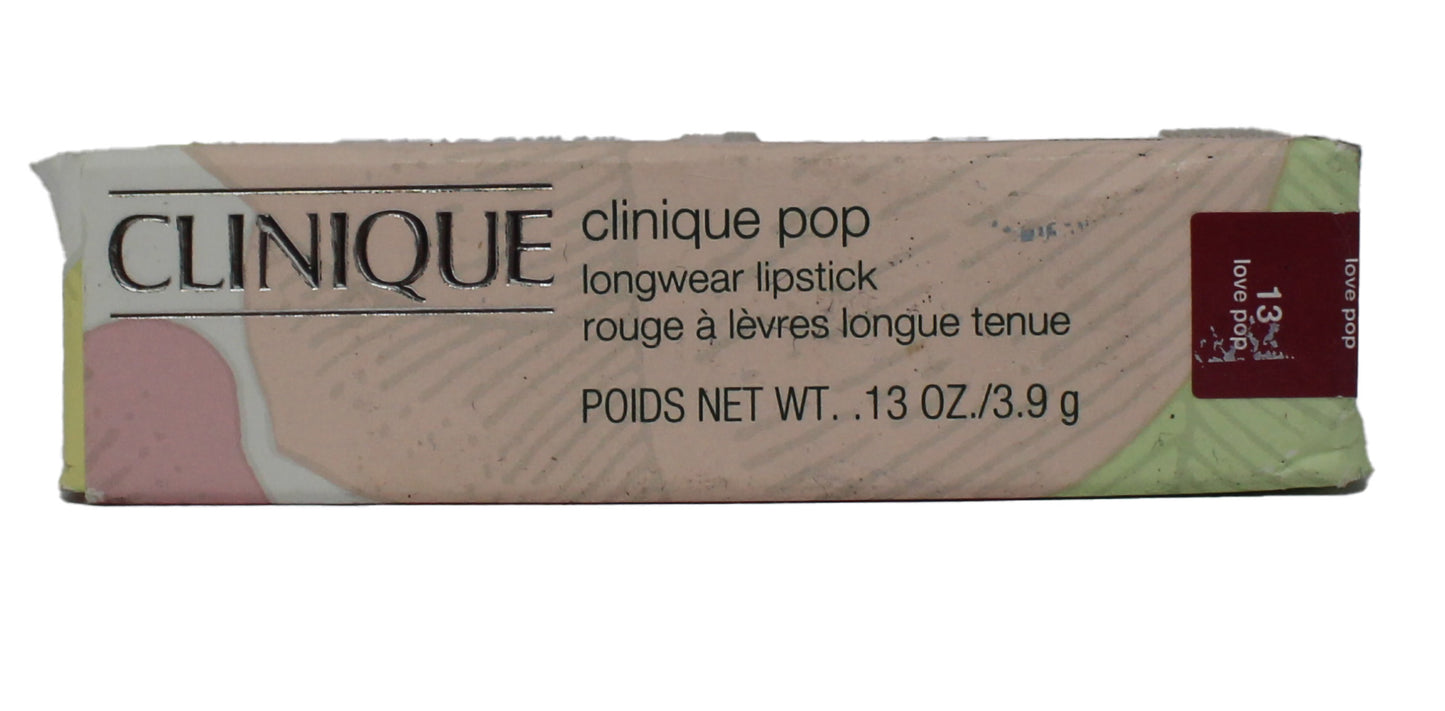 CLINIQUE
clinique pop
longwear lipstick
rouge à lèvres longue tenue
POIDS NET WT. .13 OZ./3.9 g
13
love pop
love pop